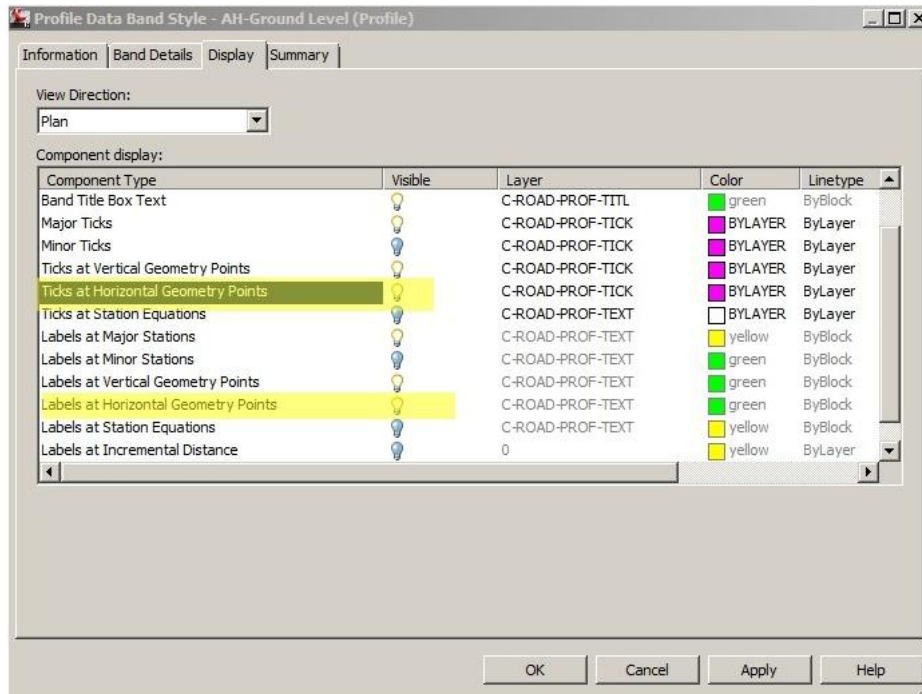 Profile Data Band Style - AH-Ground Level (Profile)
Information Band Details Display Summary
View Direction:
Plan
Component display:
Component Type Visible Layer Color Linetype
Band Title Box Text C-ROAD-PROF-TITL green ByBlock
Major Ticks C-ROAD-PROF-TICK BYLAYER ByLayer
Minor Ticks C-ROAD-PROF-TICK BYLAYER ByLayer
Ticks at Vertical Geometry Points C-ROAD-PROF-TICK BYLAYER ByLayer
Ticks at Horizontal Geometry Points C-ROAD-PROF-TICK BYLAYER ByLayer
Ticks at Station Equations C-ROAD-PROF-TEXT BYLAYER ByLayer
Labels at Major Stations C-ROAD-PROF-TEXT yellow ByBlock
Labels at Minor Stations C-ROAD-PROF-TEXT green ByBlock
Labels at Vertical Geometry Points C-ROAD-PROF-TEXT green ByBlock
Labels at Horizontal Geometry Points C-ROAD-PROF-TEXT green ByBlock
Labels at Station Equations C-ROAD-PROF-TEXT yellow ByBlock
Labels at Incremental Distance 0 yellow ByLayer
OK Cancel Apply Help